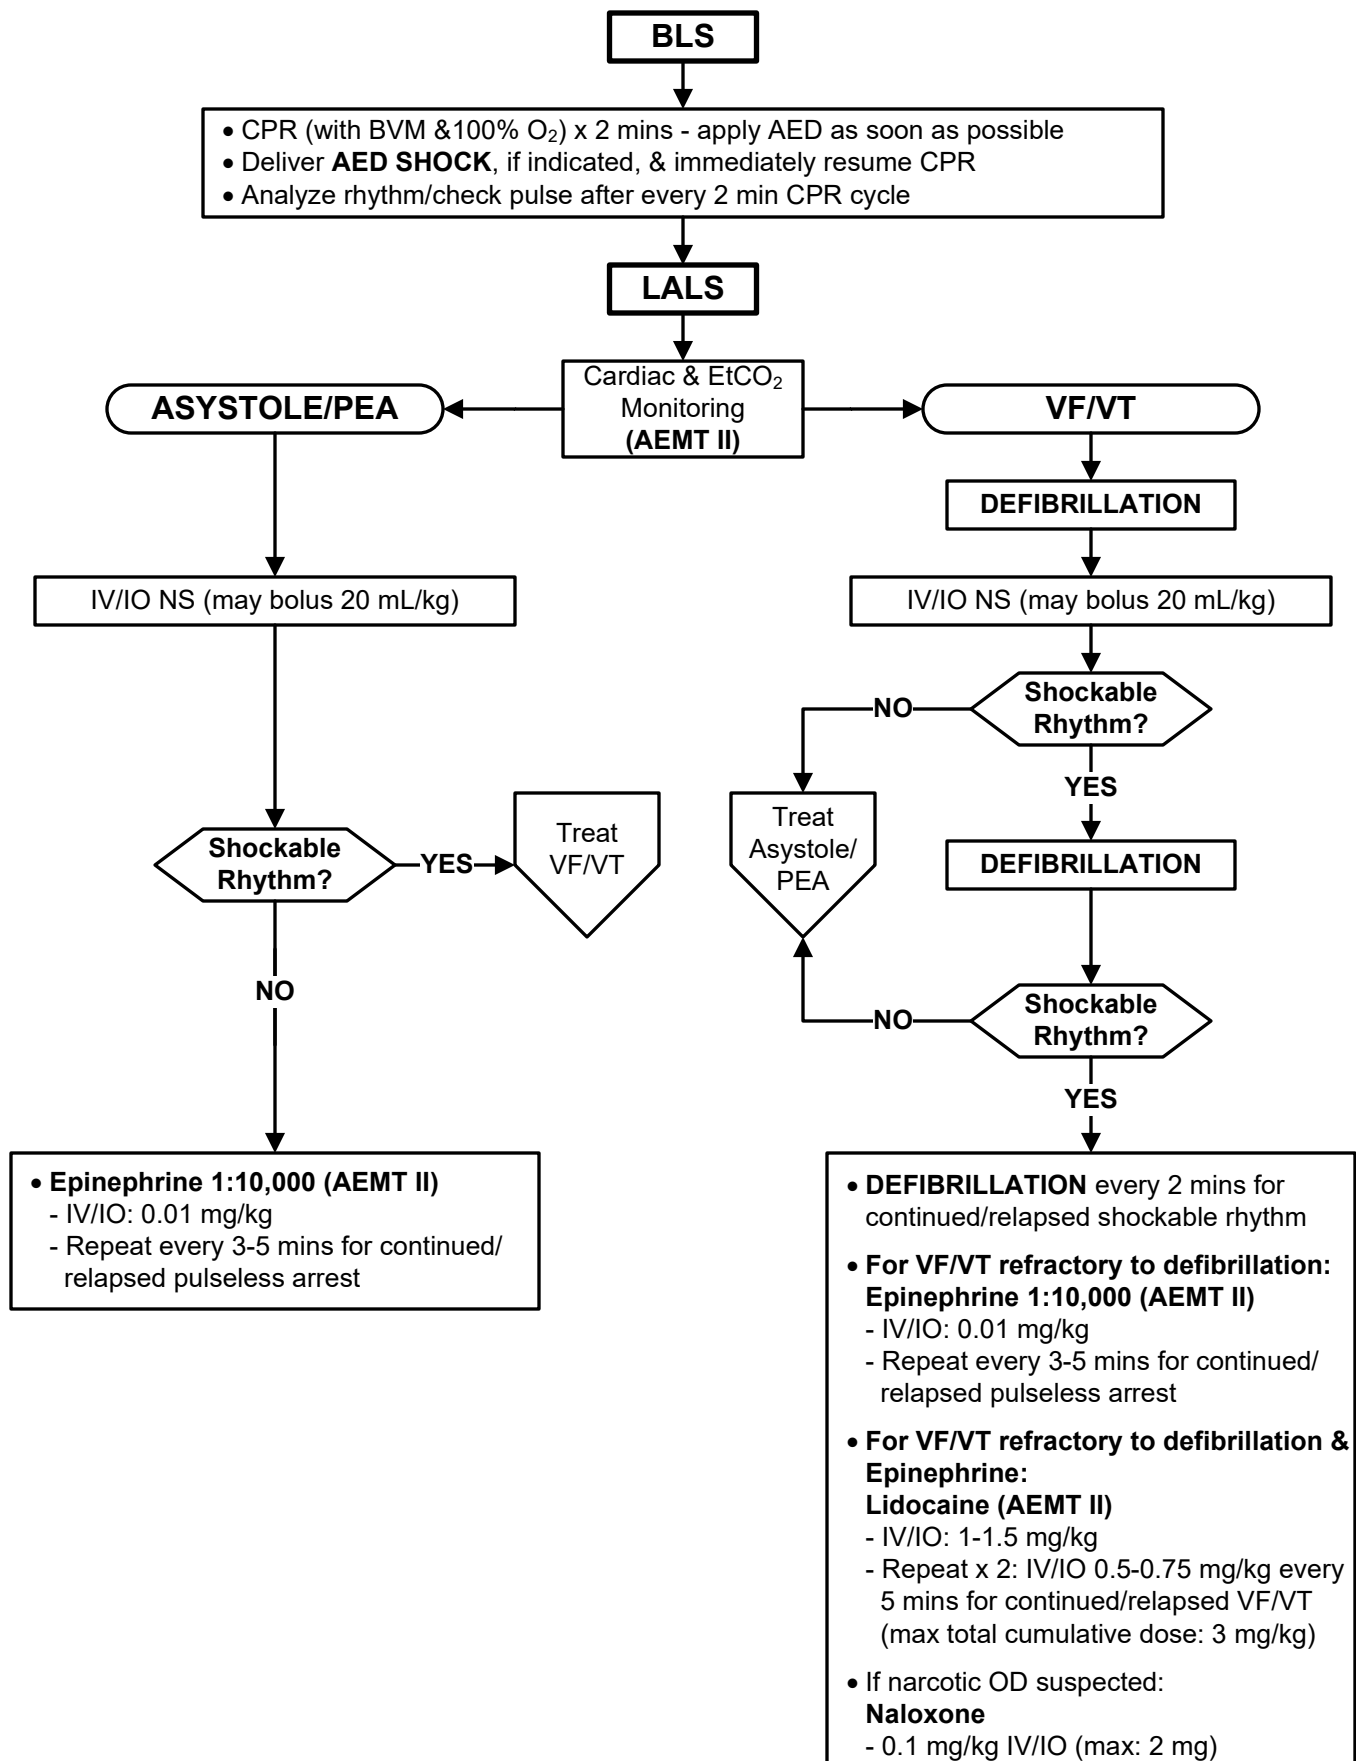 BLS
• CPR (with BVM &100% O₂) x 2 mins - apply AED as soon as possible
• Deliver AED SHOCK, if indicated, & immediately resume CPR
• Analyze rhythm/check pulse after every 2 min CPR cycle
LALS
Cardiac & EtCO₂
Monitoring
(AEMT II)
ASYSTOLE/PEA
IV/IO NS (may bolus 20 mL/kg)
Shockable
Rhythm?
YES
Treat
VF/VT
NO
• Epinephrine 1:10,000 (AEMT II)
- IV/IO: 0.01 mg/kg
- Repeat every 3-5 mins for continued/
relapsed pulseless arrest
VF/VT
DEFIBRILLATION
IV/IO NS (may bolus 20 mL/kg)
Shockable
Rhythm?
NO
Treat
Asystole/
PEA
YES
DEFIBRILLATION
Shockable
Rhythm?
NO
YES
• DEFIBRILLATION every 2 mins for
continued/relapsed shockable rhythm
• For VF/VT refractory to defibrillation:
Epinephrine 1:10,000 (AEMT II)
- IV/IO: 0.01 mg/kg
- Repeat every 3-5 mins for continued/
relapsed pulseless arrest
• For VF/VT refractory to defibrillation &
Epinephrine:
Lidocaine (AEMT II)
- IV/IO: 1-1.5 mg/kg
- Repeat x 2: IV/IO 0.5-0.75 mg/kg every
5 mins for continued/relapsed VF/VT
(max total cumulative dose: 3 mg/kg)
• If narcotic OD suspected:
Naloxone
- 0.1 mg/kg IV/IO (max: 2 mg)